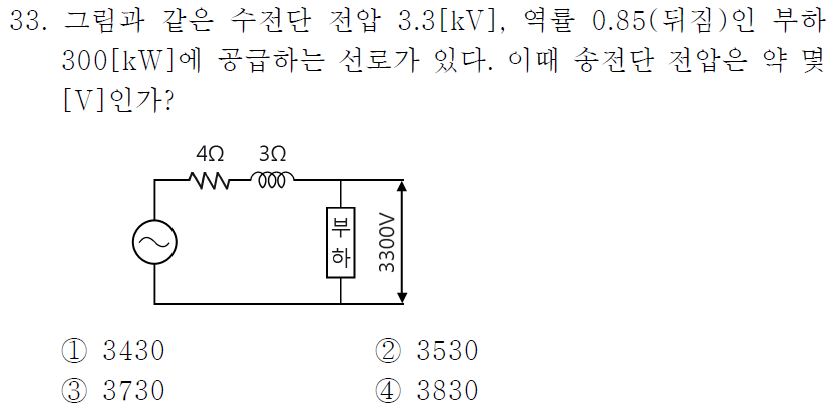 33. 그림과 같은 수전단 전압 3.3[kV], 역률 0.85(뒤짐)인 부하
300[kW]에 공급하는 선로가 있다. 이때 송전단 전압은 약 몇
[V]인가?
4Ω 3Ω
부하
3300V
① 3430 ② 3530
③ 3730 ④ 3830